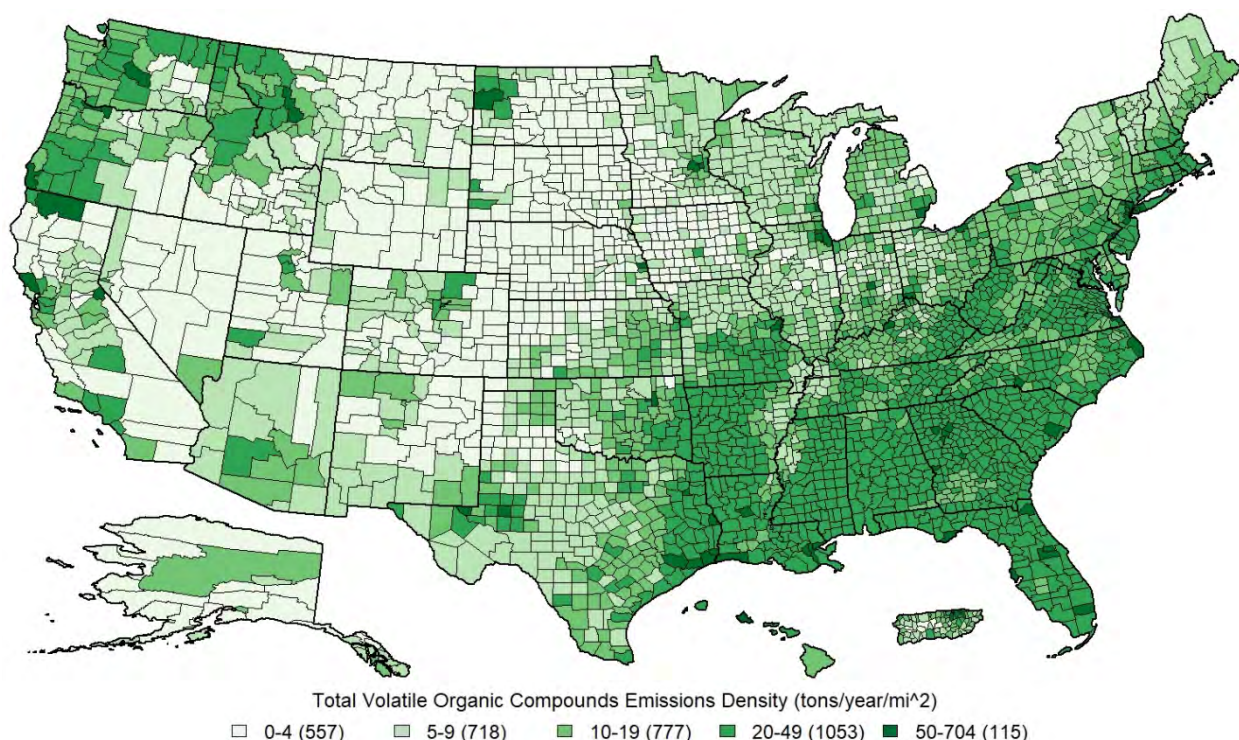 Total Volatile Organic Compounds Emissions Density (tons/year/mi^2)
0-4 (557) 5-9 (718) 10-19 (777) 20-49 (1053) 50-704 (115)